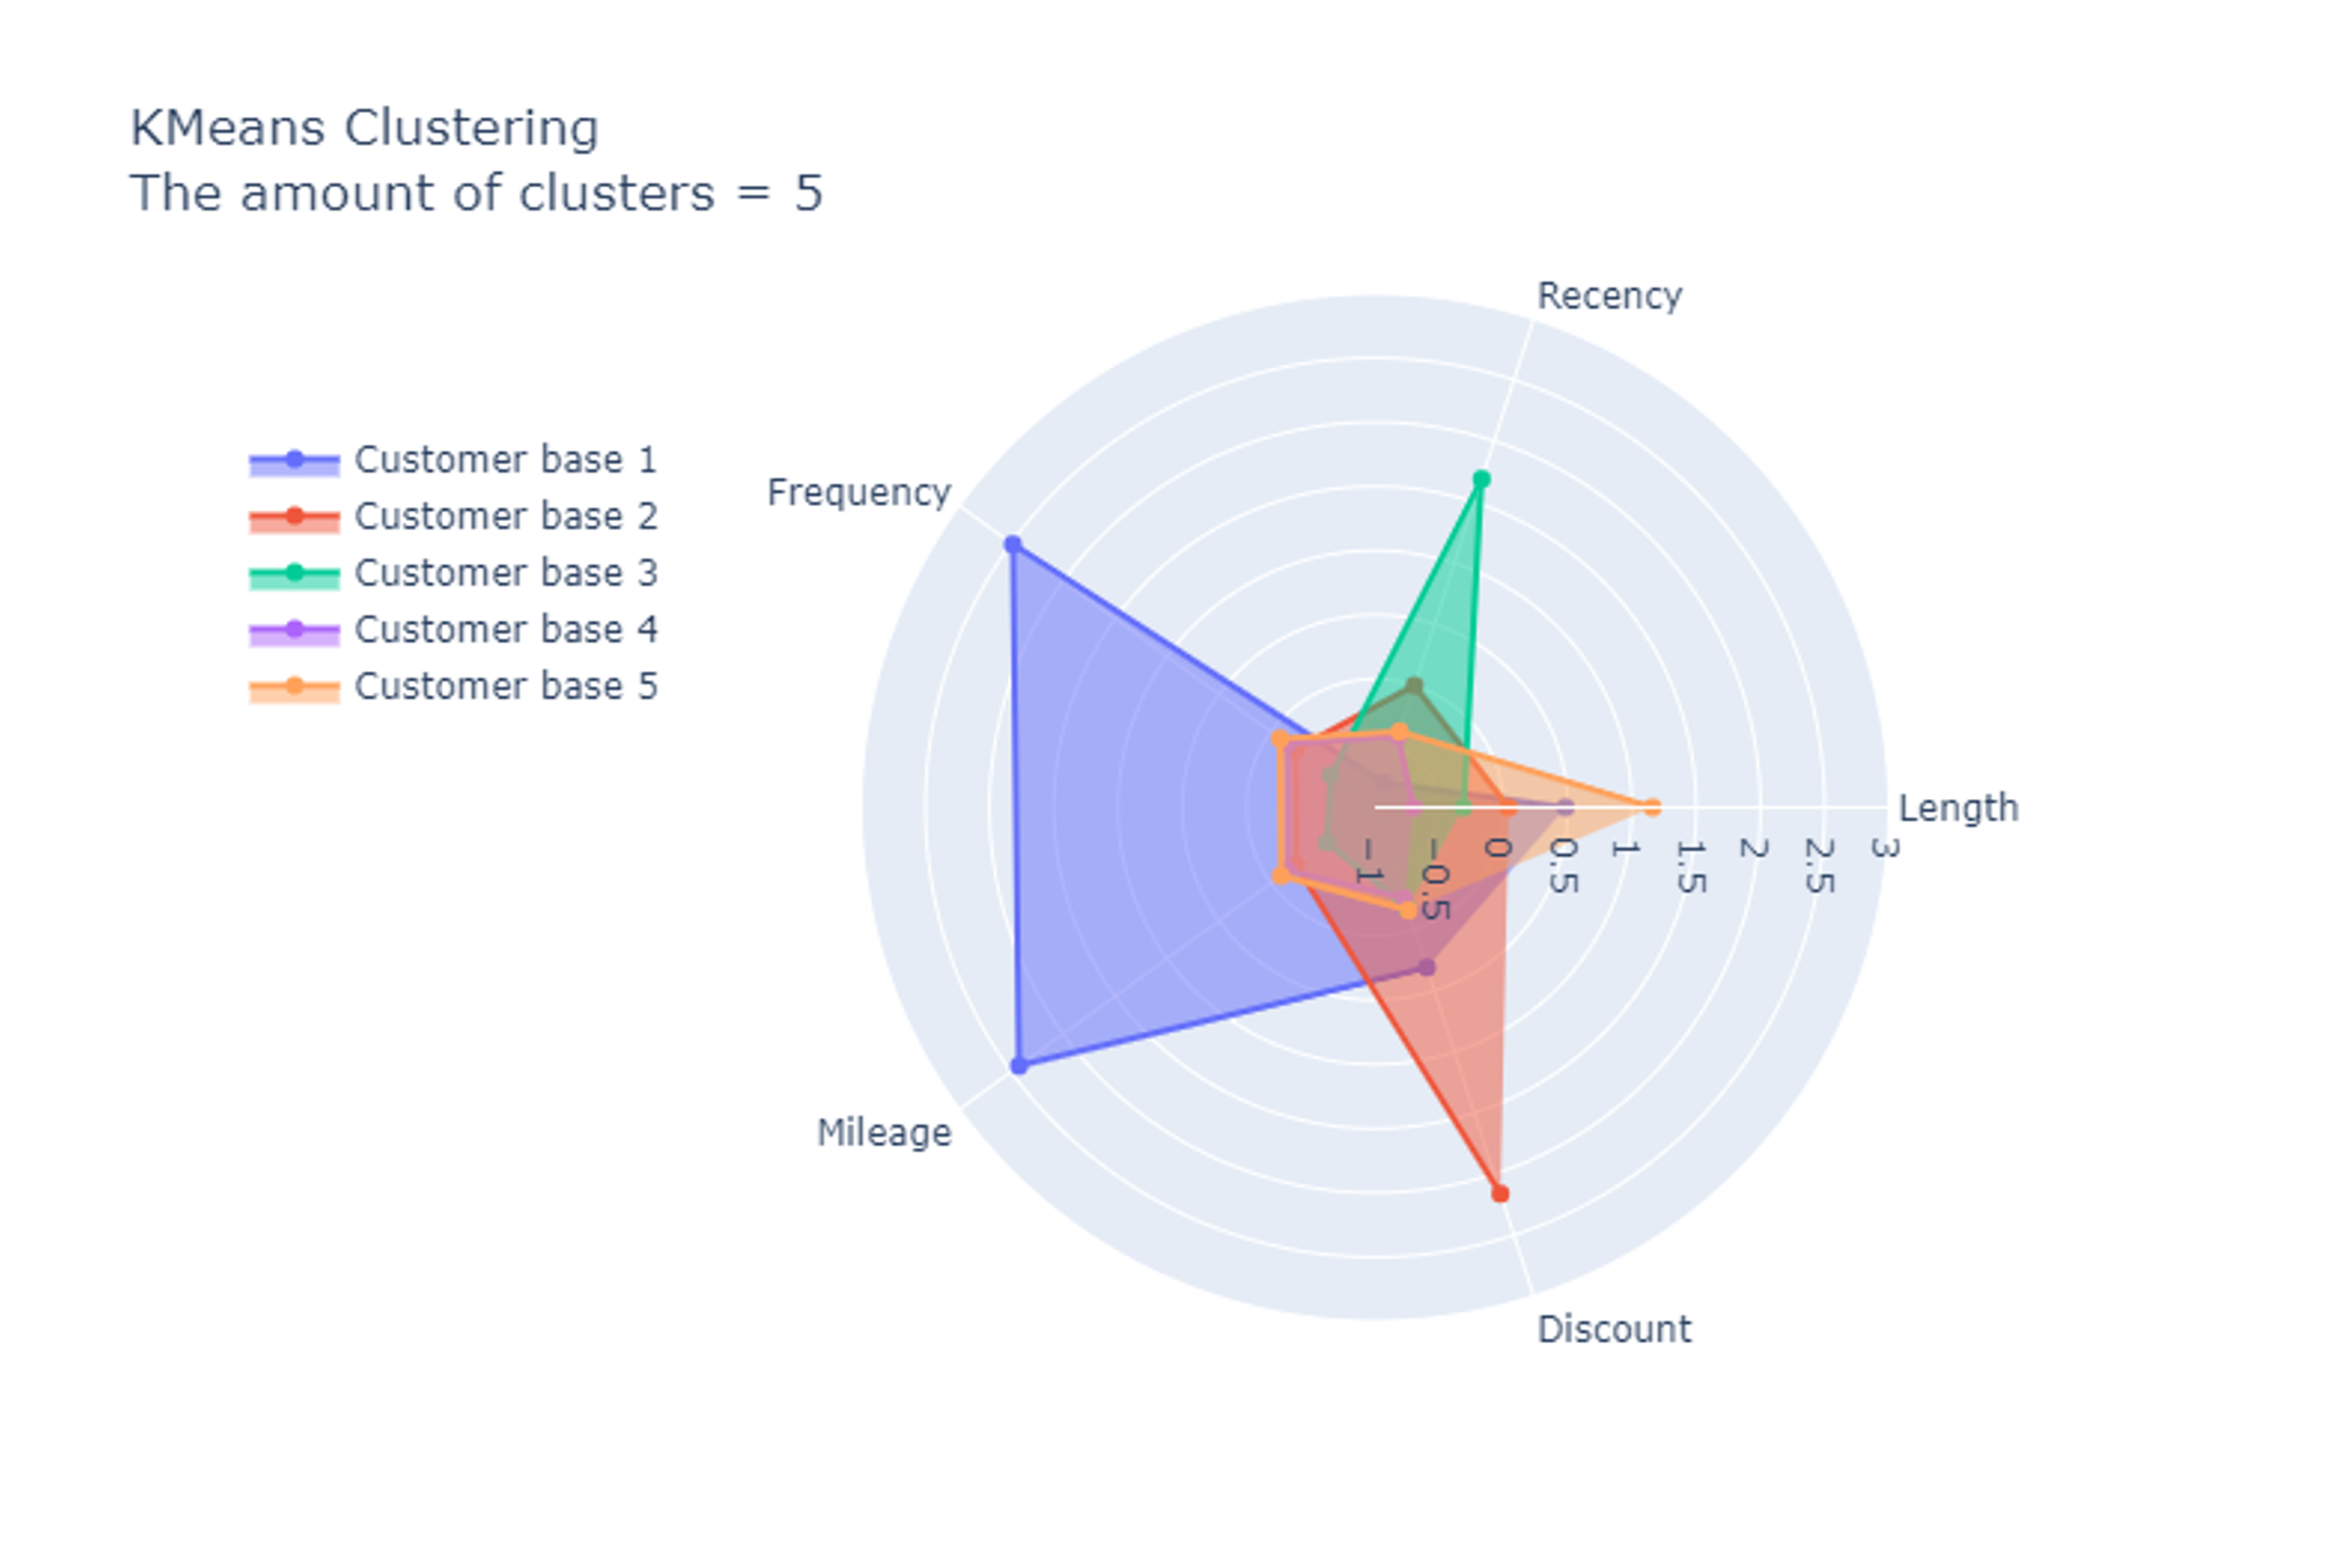 KMeans Clustering
The amount of clusters = 5
Recency
Frequency
Customer base 1
Customer base 2
Customer base 3
Customer base 4
Customer base 5
Length
−1
−0.5
0
0.5
1
1.5
2
2.5
3
Mileage
Discount